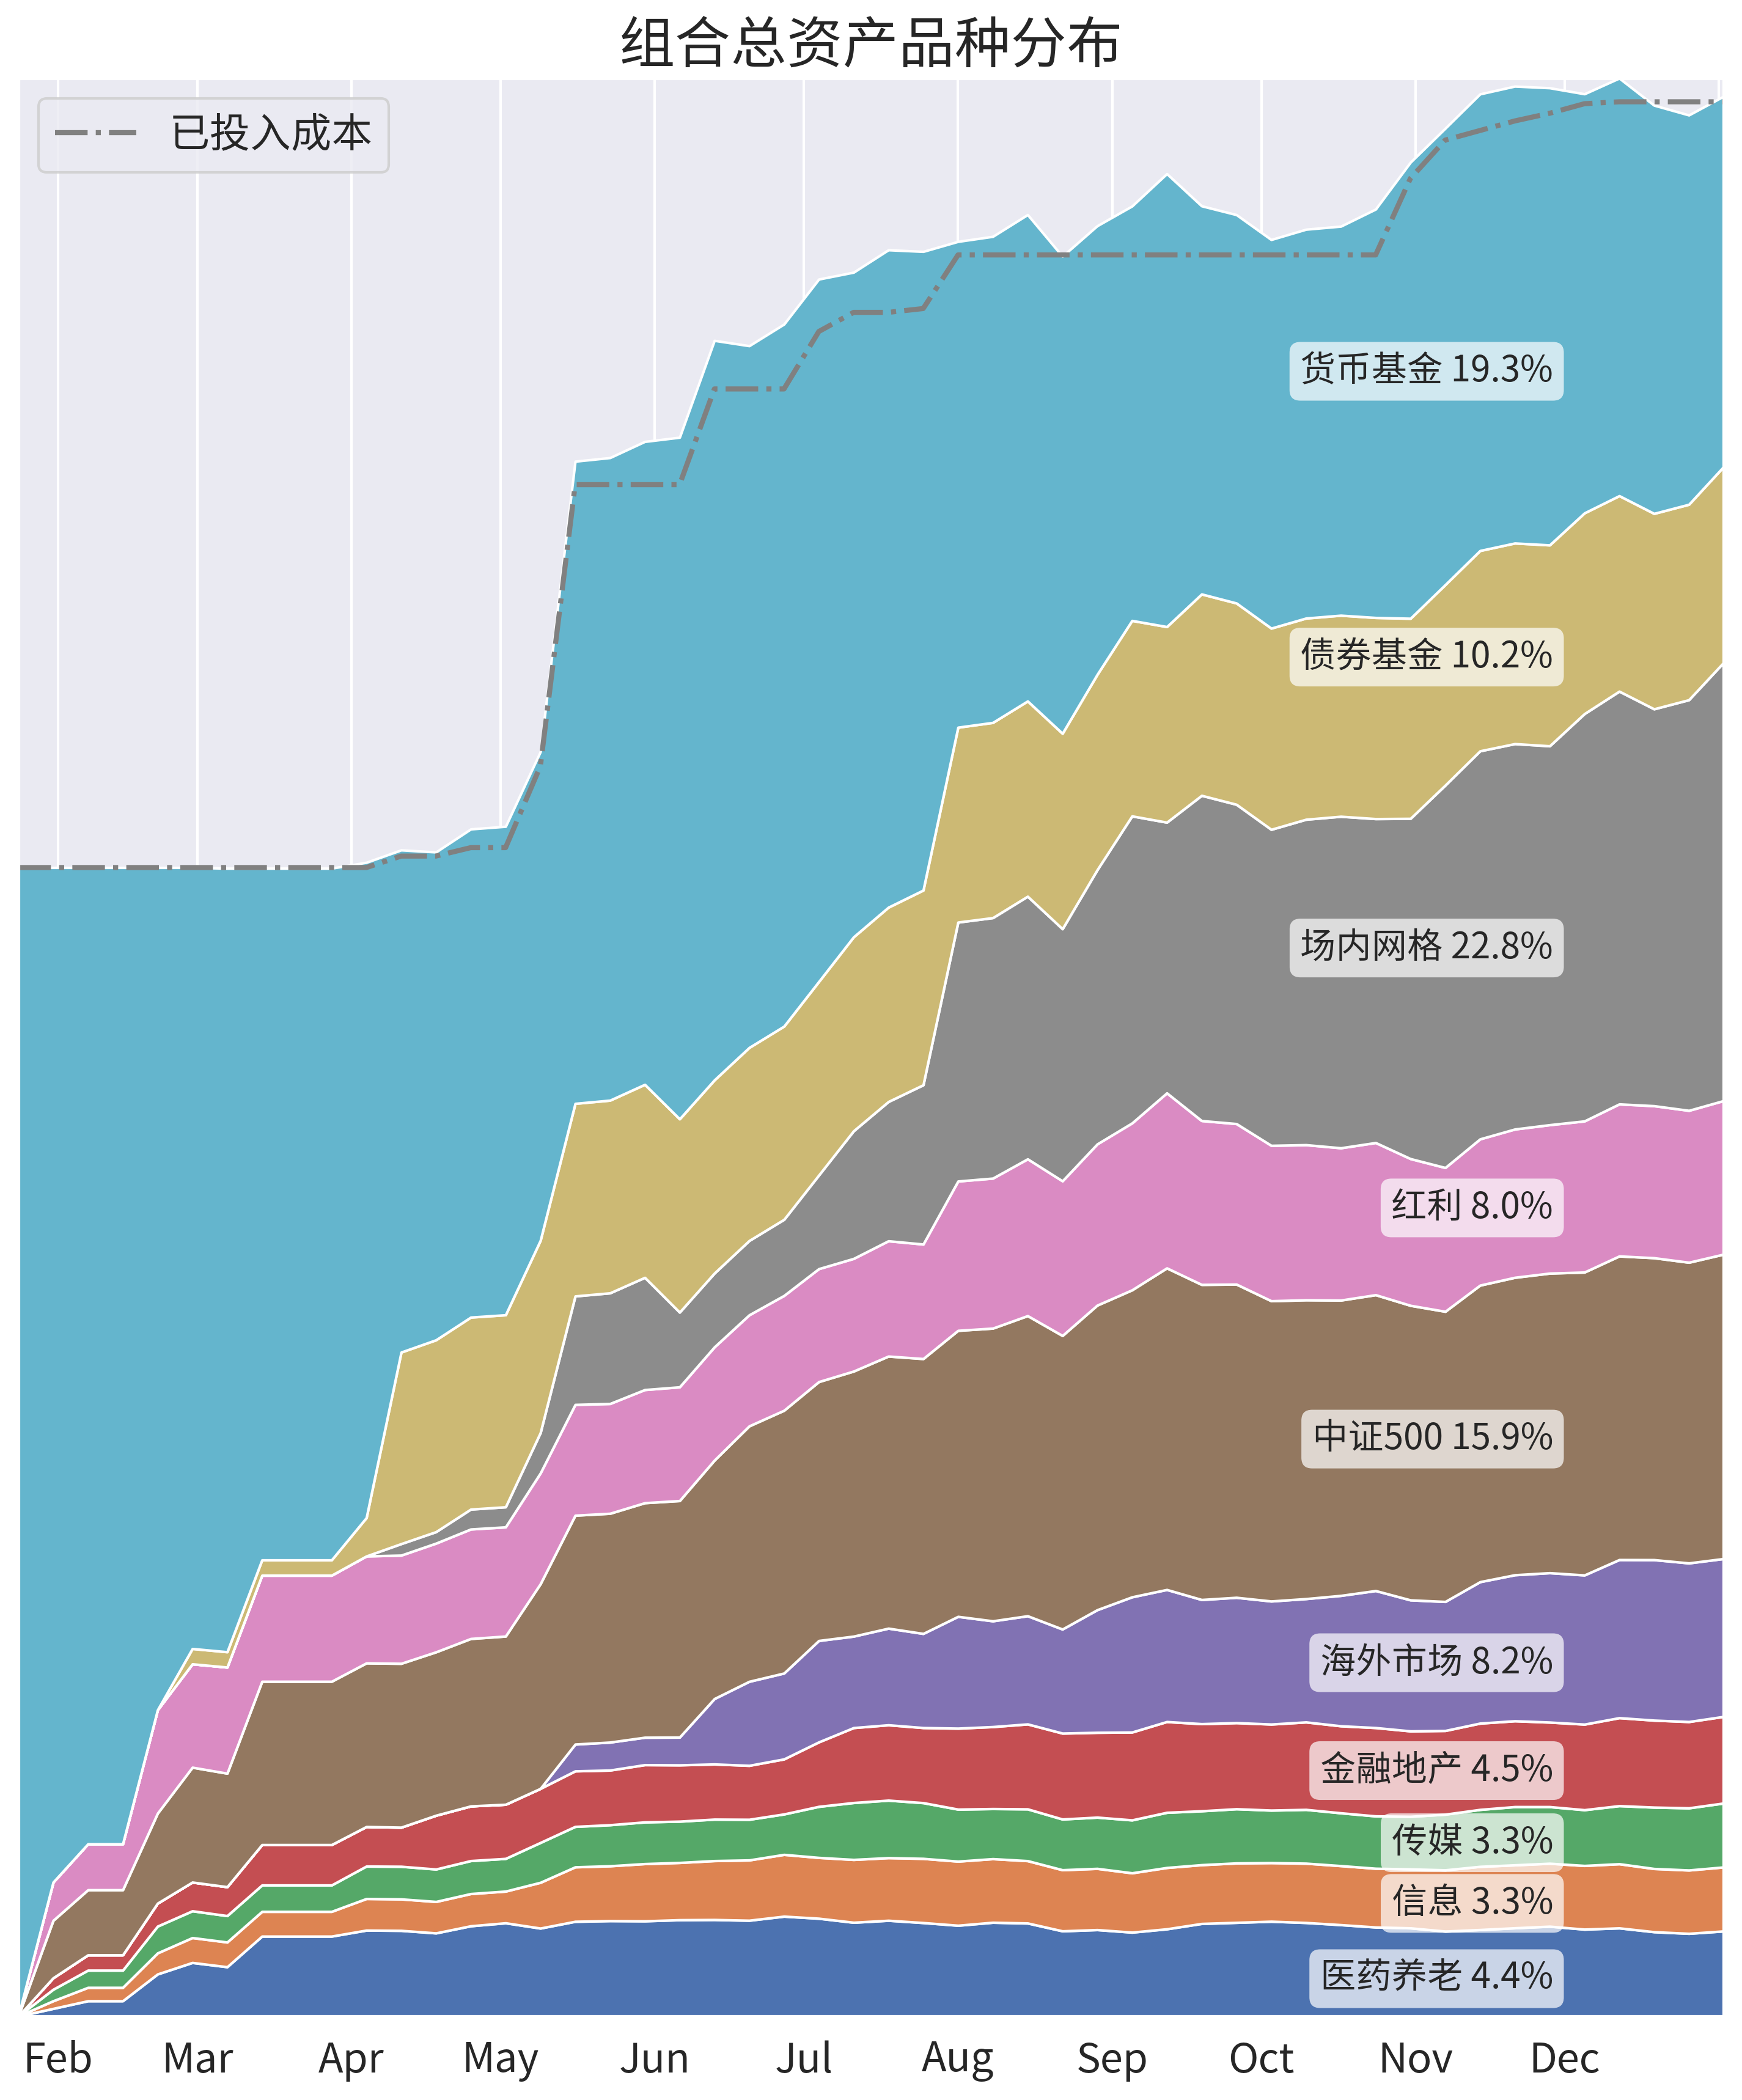 组合总资产品种分布
已投入成本
货币基金 19.3%
债券基金 10.2%
场内网格 22.8%
红利 8.0%
中证500 15.9%
海外市场 8.2%
金融地产 4.5%
传媒 3.3%
信息 3.3%
医药养老 4.4%
Feb Mar Apr May Jun Jul Aug Sep Oct Nov Dec